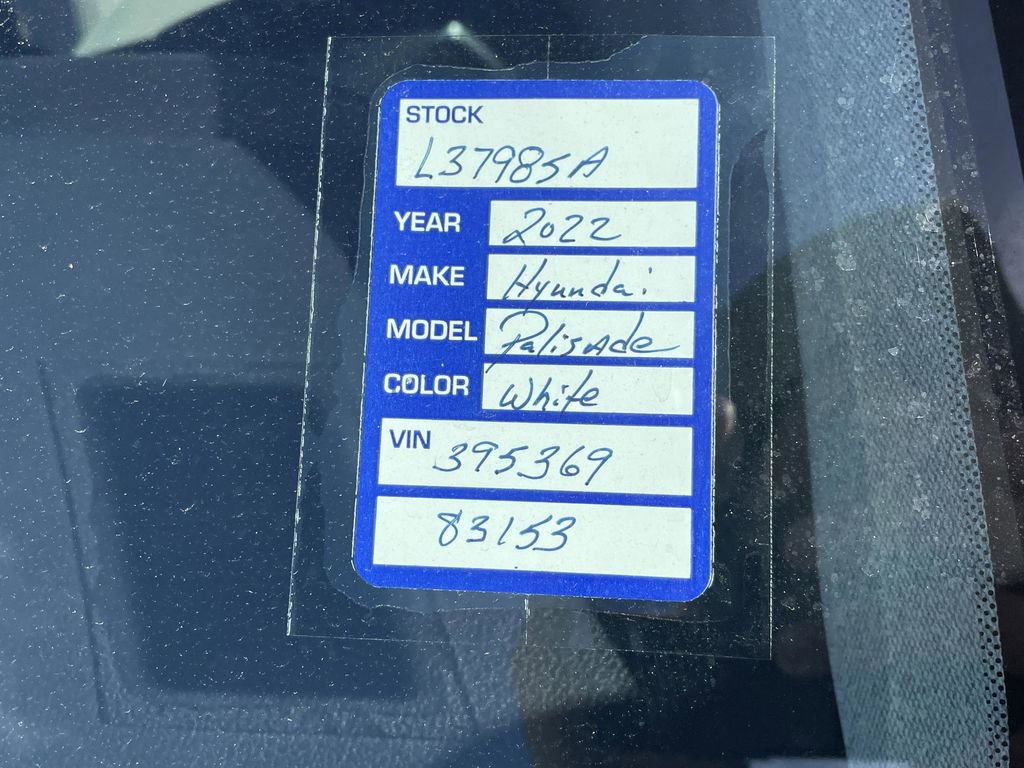 STOCK
L37985A
YEAR 2022
MAKE Hyundai
MODEL Palisade
COLOR White
VIN 395369
83153